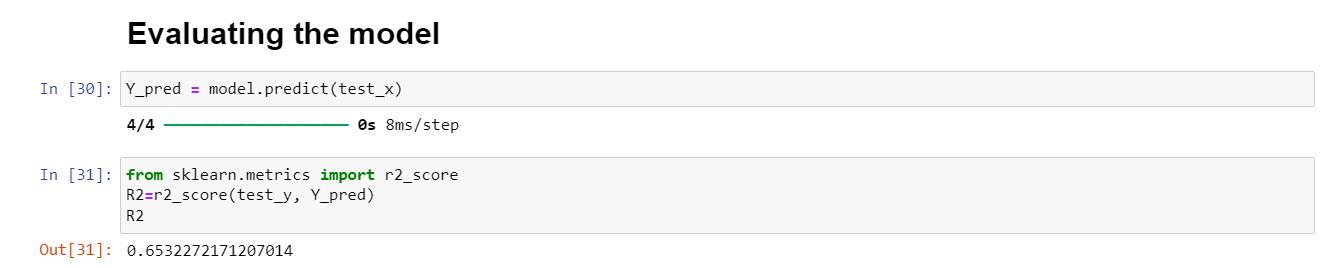 Evaluating the model
In [30]: Y_pred = model.predict(test_x)
4/4 ━━━━━━━━━━━━━━━━━━━━ 0s 8ms/step
In [31]: from sklearn.metrics import r2_score
R2=r2_score(test_y, Y_pred)
R2
Out[31]: 0.6532272171207014